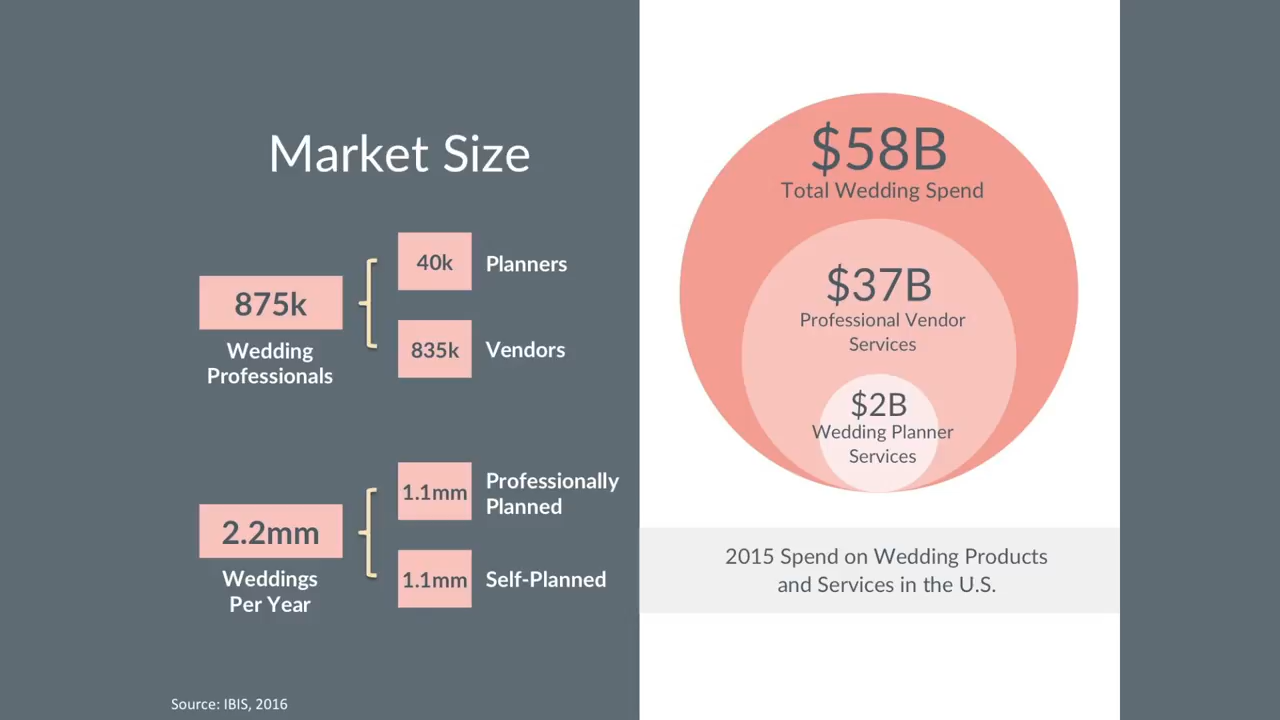 Market Size
875k
Wedding
Professionals
40k
Planners
835k
Vendors
2.2mm
Weddings
Per Year
1.1mm
Professionally
Planned
1.1mm
Self-Planned
Source: IBIS, 2016
$58B
Total Wedding Spend
$37B
Professional Vendor
Services
$2B
Wedding Planner
Services
2015 Spend on Wedding Products
and Services in the U.S.